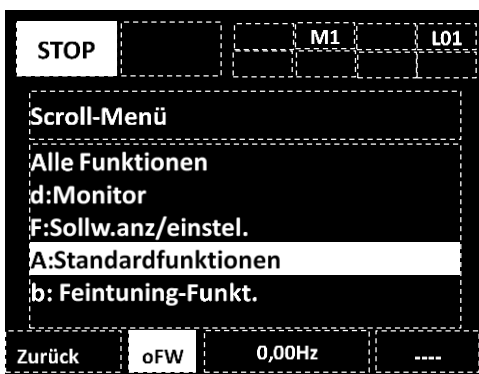 STOP M1 L01
Scroll-Menü
Alle Funktionen
d:Monitor
F:Sollw.anz/einstel.
A:Standardfunktionen
b: Feintuning-Funkt.
Zurück oFW 0,00Hz ----